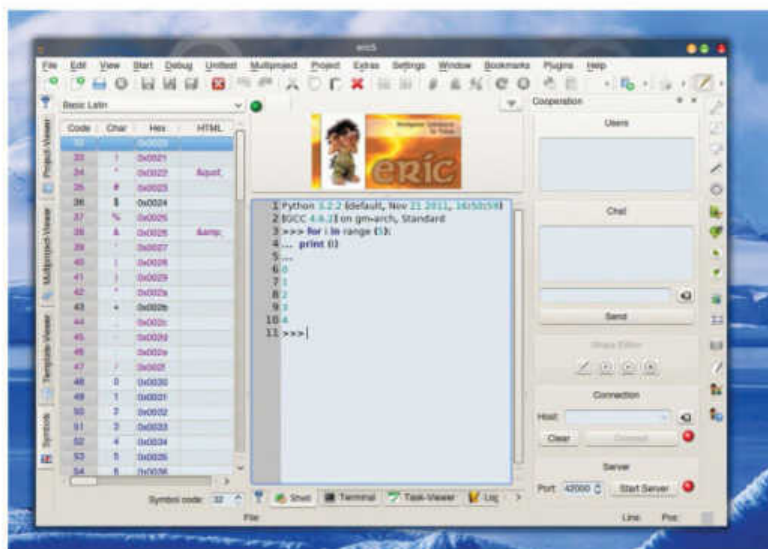 eric5
File Edit View Start Debug Unittest Multiproject Project Extras Settings Window Bookmarks Plugins Help
Basic Latin
Code Char Hex HTML
32 0x0020
33 ! 0x0021
34 " 0x0022 &quot;
35 # 0x0023
36 $ 0x0024
37 % 0x0025
38 & 0x0026 &amp;
39 ' 0x0027
40 ( 0x0028
41 ) 0x0029
42 * 0x002a
43 + 0x002b
44 , 0x002c
45 - 0x002d
46 . 0x002e
47 / 0x002f
48 0 0x0030
49 1 0x0031
50 2 0x0032
51 3 0x0033
52 4 0x0034
53 5 0x0035
54 6 0x0036
Symbol code: 32
Project-Viewer
Multiproject-Viewer
Template-Viewer
Symbols
eric
1 Python 3.2.2 (default, Nov 21 2011, 16:50:59)
2 [GCC 4.6.2] on gm-arch, Standard
3 >>> for i in range (5):
4 ... print (i)
5 ...
6 0
7 1
8 2
9 3
10 4
11 >>>
Shell Terminal Task-Viewer Log
Cooperation
Users
Chat
Send
Share Editor
Connection
Host:
Clear Connect
Server
Port: 42000 Start Server
File: Line: Pos: